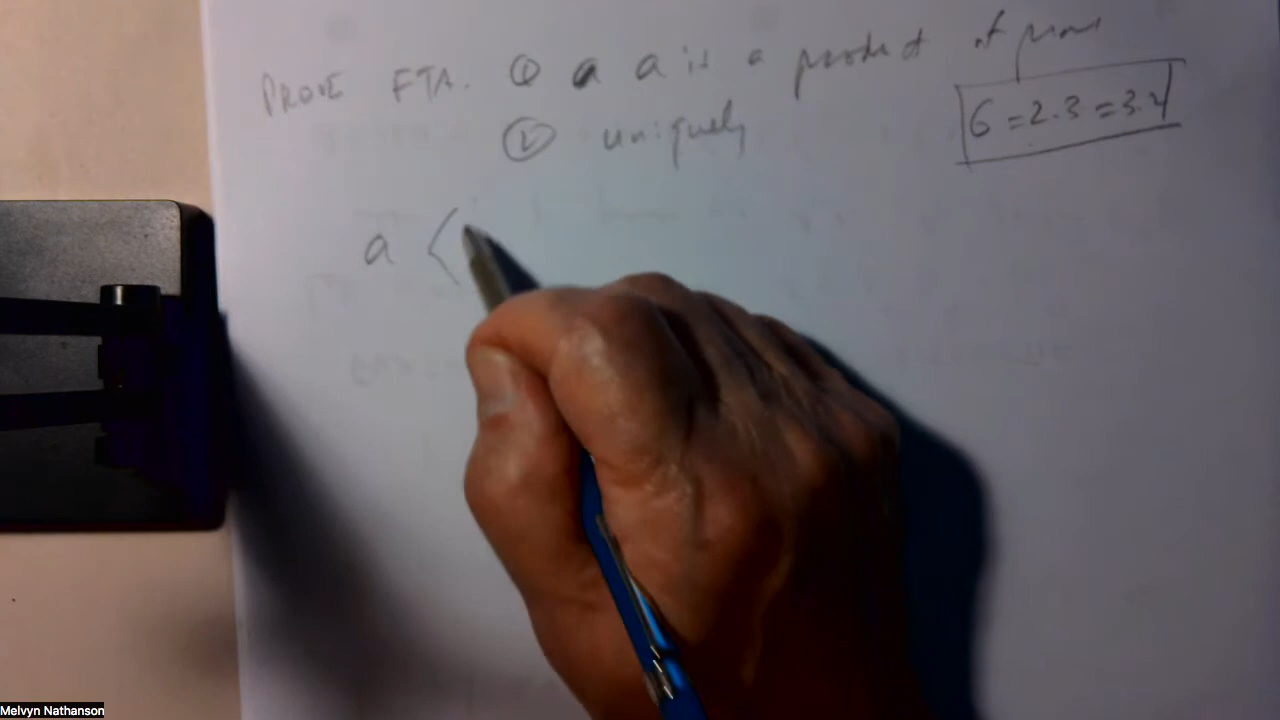 PROVE FTA. ① a a is a product of primes
② uniquely
6 = 2·3 = 3·2
a <
Melvyn Nathanson